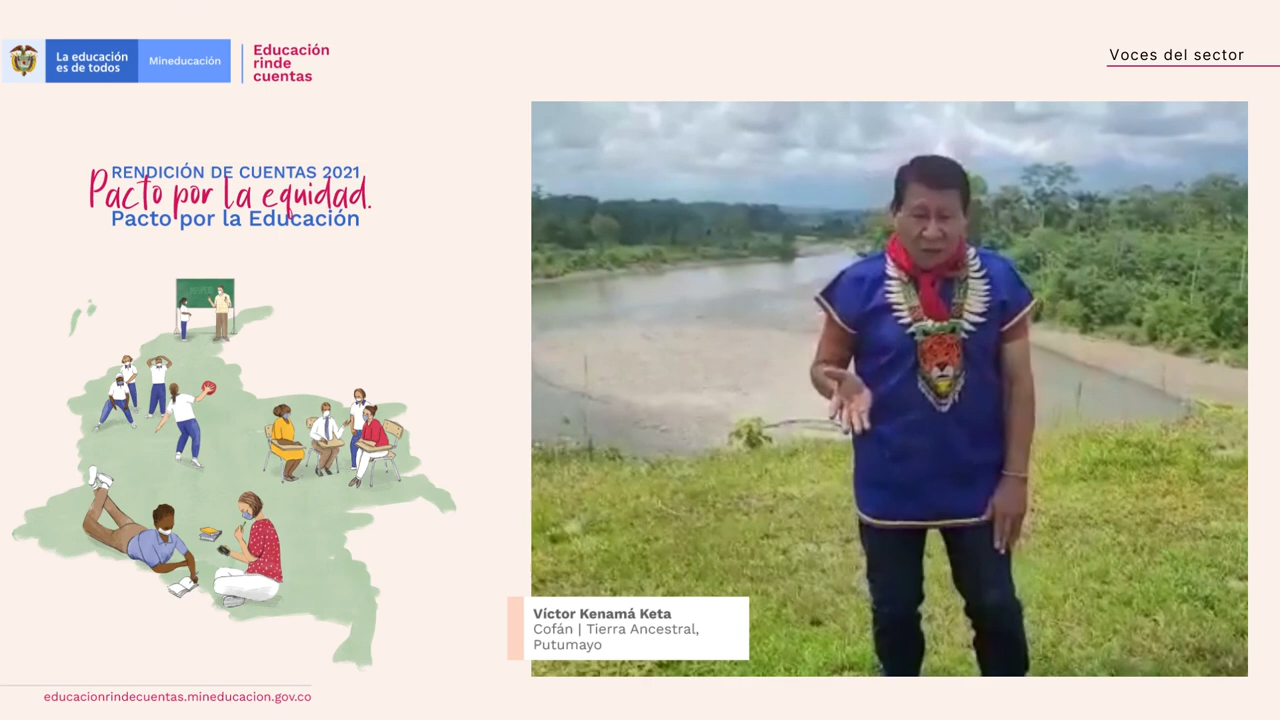 La educación
es de todos
Mineducación
Educación
rinde
cuentas
Voces del sector
RENDICIÓN DE CUENTAS 2021
Pacto por la equidad.
Pacto por la Educación
Víctor Kenamá Keta
Cofán | Tierra Ancestral,
Putumayo
educacionrindecuentas.mineducacion.gov.co